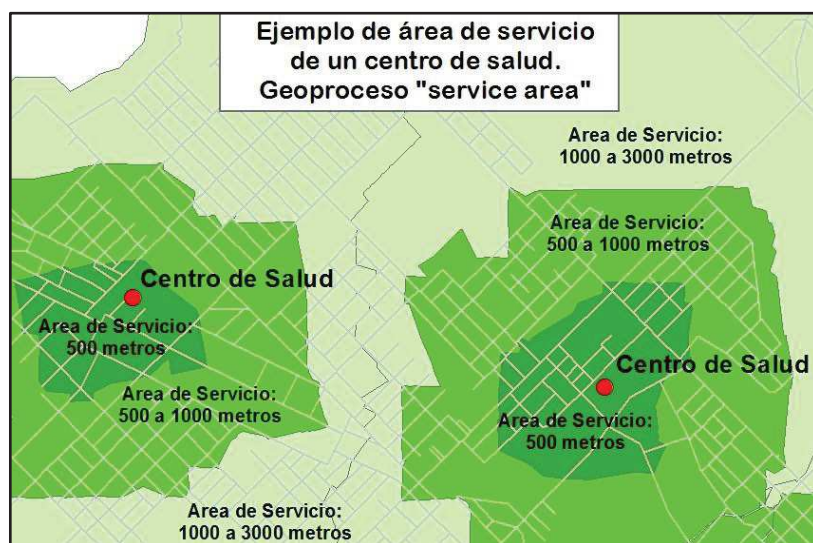 Ejemplo de área de servicio
de un centro de salud.
Geoproceso "service area"
Area de Servicio:
1000 a 3000 metros
Area de Servicio:
500 a 1000 metros
Centro de Salud
Area de Servicio:
500 metros
Area de Servicio:
500 a 1000 metros
Centro de Salud
Area de Servicio:
500 metros
Area de Servicio:
1000 a 3000 metros